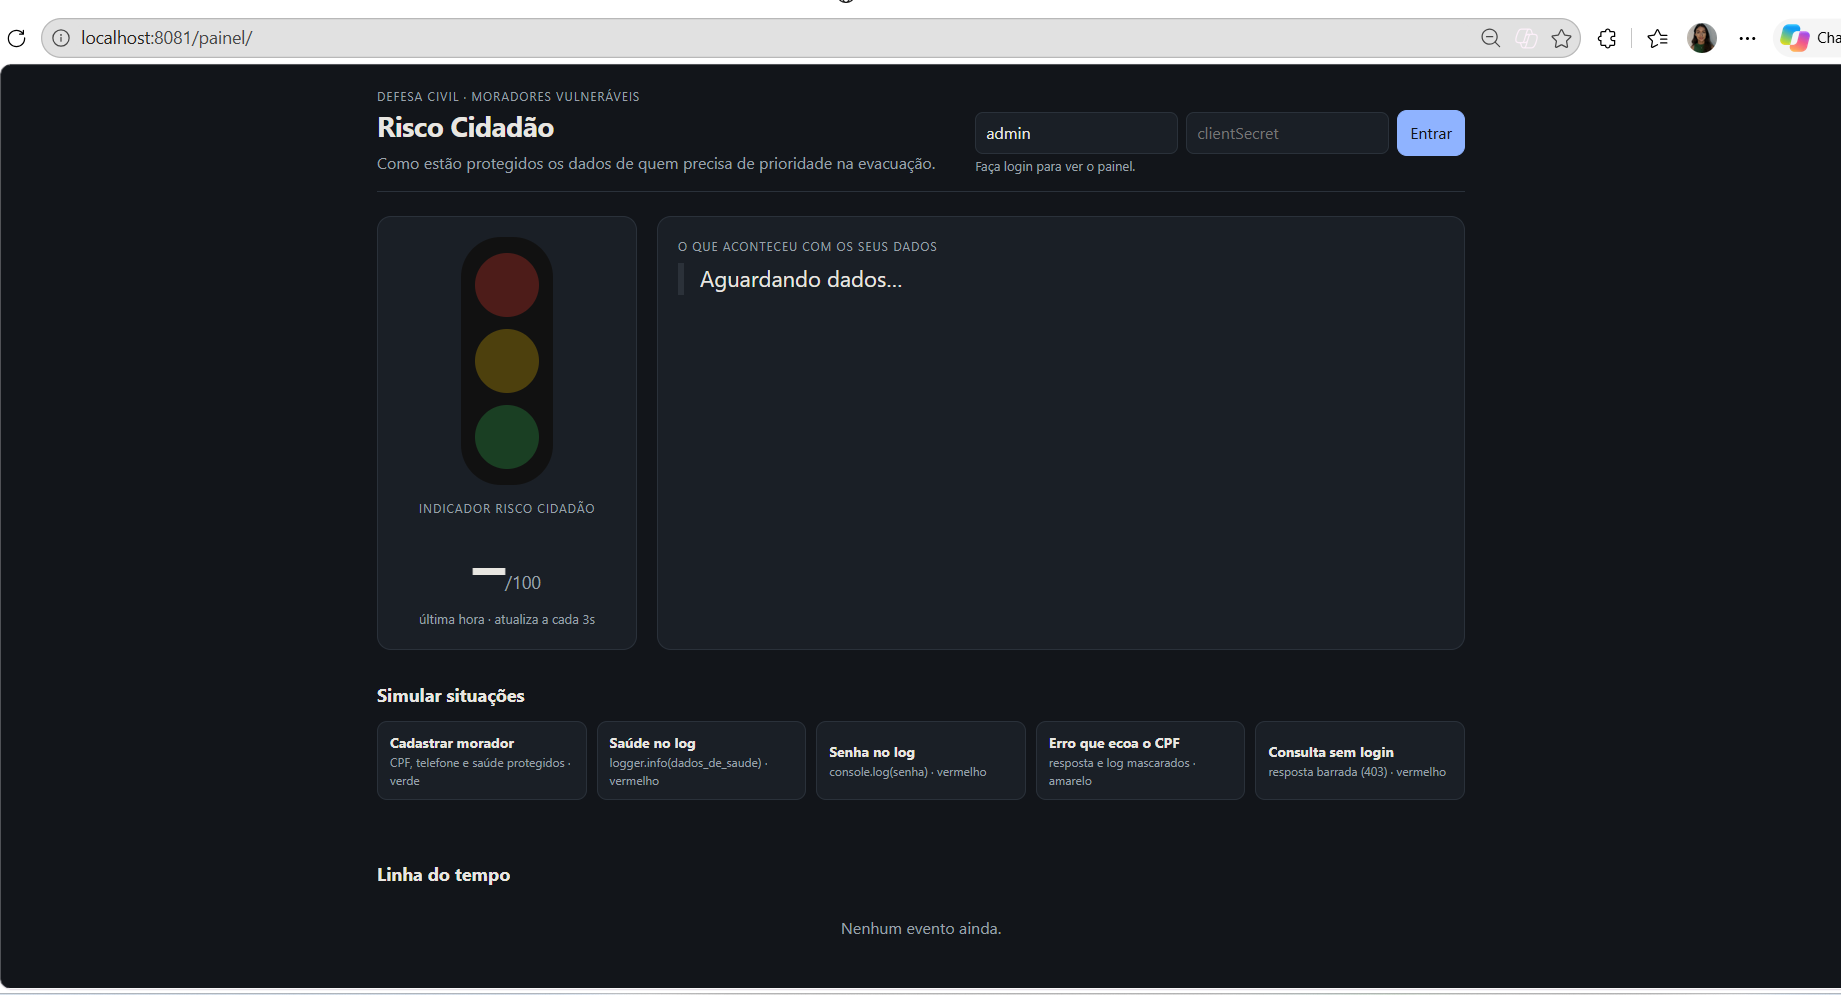 localhost:8081/painel/
Cha
DEFESA CIVIL · MORADORES VULNERÁVEIS
Risco Cidadão
Como estão protegidos os dados de quem precisa de prioridade na evacuação.
admin
clientSecret
Entrar
Faça login para ver o painel.
INDICADOR RISCO CIDADÃO
—/100
última hora · atualiza a cada 3s
O QUE ACONTECEU COM OS SEUS DADOS
Aguardando dados...
Simular situações
Cadastrar morador
CPF, telefone e saúde protegidos ·
verde
Saúde no log
logger.info(dados_de_saude) ·
vermelho
Senha no log
console.log(senha) · vermelho
Erro que ecoa o CPF
resposta e log mascarados ·
amarelo
Consulta sem login
resposta barrada (403) · vermelho
Linha do tempo
Nenhum evento ainda.